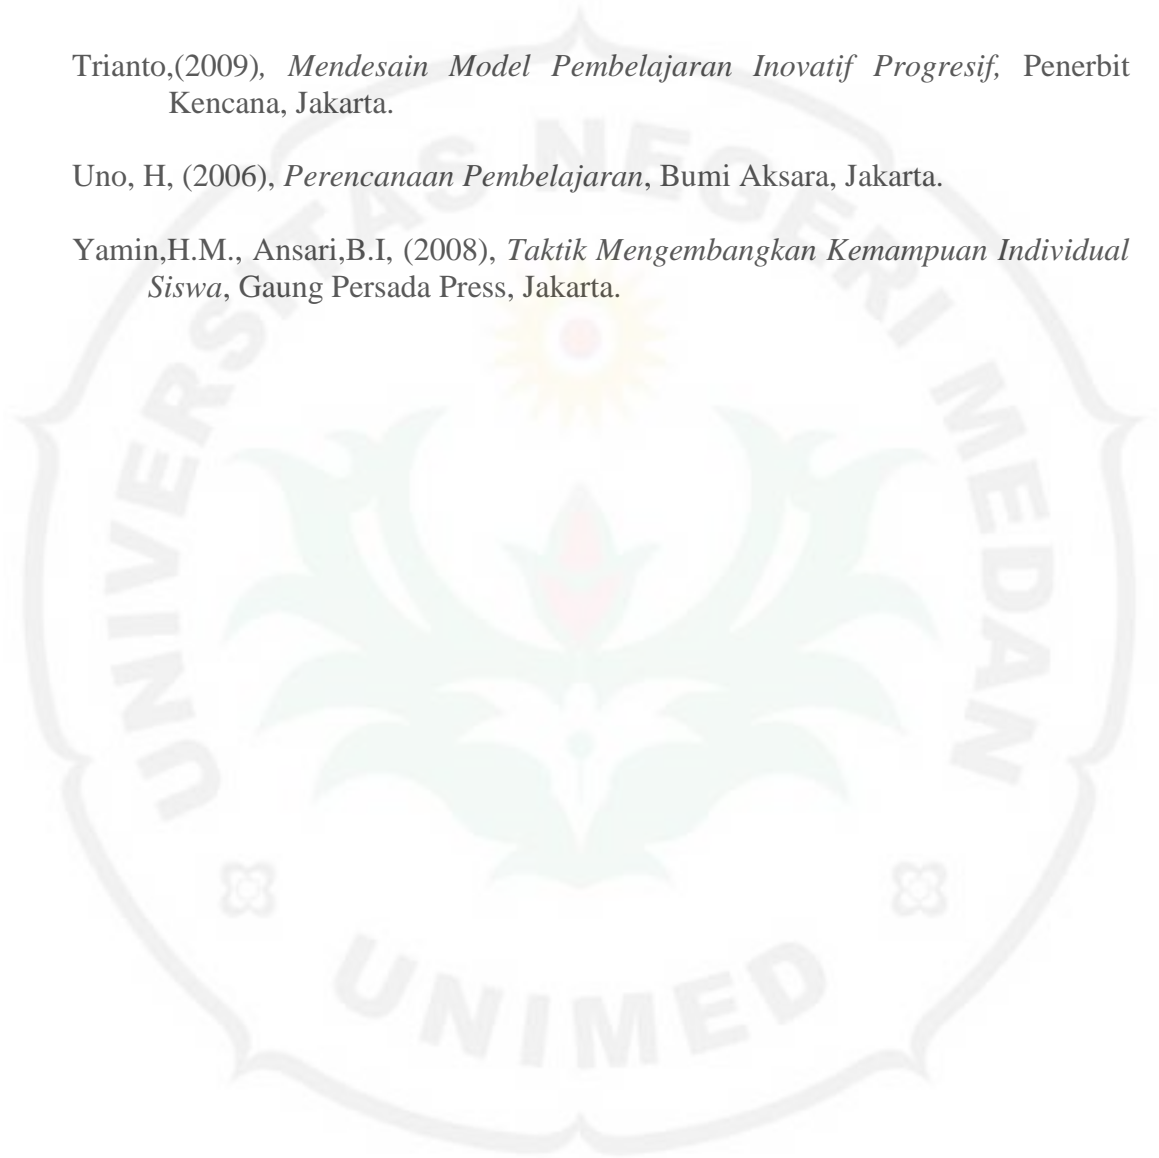 Trianto,(2009), Mendesain Model Pembelajaran Inovatif Progresif, Penerbit
Kencana, Jakarta.
Uno, H, (2006), Perencanaan Pembelajaran, Bumi Aksara, Jakarta.
Yamin,H.M., Ansari,B.I, (2008), Taktik Mengembangkan Kemampuan Individual
Siswa, Gaung Persada Press, Jakarta.
UNIVERSITAS NEGERI MEDAN
UNIMED